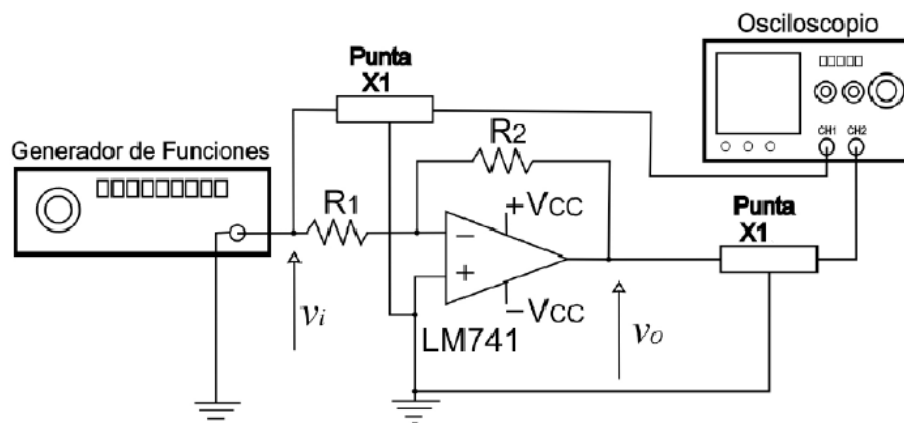 Osciloscopio
Punta
X1
CH1 CH2
R2
Generador de Funciones
R1
+VCC
Punta
X1
−
+
vi
−VCC
LM741
vo